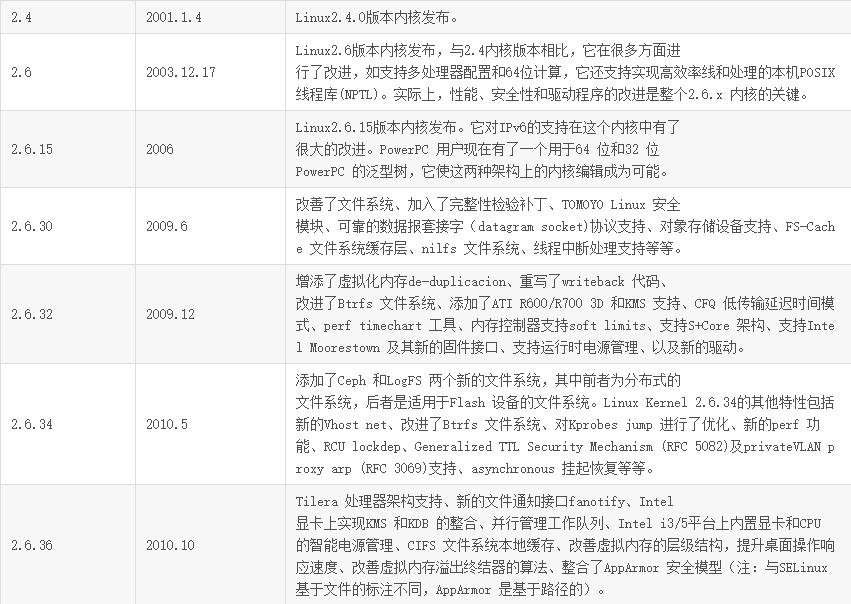 2.4
2001.1.4
Linux2.4.0版本内核发布。
2.6
2003.12.17
Linux2.6版本内核发布，与2.4内核版本相比，它在很多方面进
行了改进，如支持多处理器配置和64位计算，它还支持实现高效率线和处理的本机POSIX
线程库(NPTL)。实际上，性能、安全性和驱动程序的改进是整个2.6.x 内核的关键。
2.6.15
2006
Linux2.6.15版本内核发布。它对IPv6的支持在这个内核中有了
很大的改进。PowerPC 用户现在有了一个用于64 位和32 位
PowerPC 的泛型树，它使这两种架构上的内核编辑成为可能。
2.6.30
2009.6
改善了文件系统、加入了完整性检验补丁、TOMOYO Linux 安全
模块、可靠的数据报套接字（datagram socket)协议支持、对象存储设备支持、FS-Cach
e 文件系统缓存层、nilfs 文件系统、线程中断处理支持等等。
2.6.32
2009.12
增添了虚拟化内存de-duplicacion、重写了writeback 代码、
改进了Btrfs 文件系统、添加了ATI R600/R700 3D 和KMS 支持、CFQ 低传输延迟时间模
式、perf timechart 工具、内存控制器支持soft limits、支持S+Core 架构、支持Inte
l Moorestown 及其新的固件接口、支持运行时电源管理、以及新的驱动。
2.6.34
2010.5
添加了Ceph 和LogFS 两个新的文件系统，其中前者为分布式的
文件系统，后者是适用于Flash 设备的文件系统。Linux Kernel 2.6.34的其他特性包括
新的Vhost net、改进了Btrfs 文件系统、对Kprobes jump 进行了优化、新的perf 功
能、RCU lockdep、Generalized TTL Security Mechanism (RFC 5082)及privateVLAN p
roxy arp (RFC 3069)支持、asynchronous 挂起恢复等等。
2.6.36
2010.10
Tilera 处理器架构支持、新的文件通知接口fanotify、Intel
显卡上实现KMS 和KDB 的整合、并行管理工作队列、Intel i3/5平台上内置显卡和CPU
的智能电源管理、CIFS 文件系统本地缓存、改善虚拟内存的层级结构，提升桌面操作响
应速度、改善虚拟内存溢出终结器的算法、整合了AppArmor 安全模型（注：与SELinux
基于文件的标注不同，AppArmor 是基于路径的）。